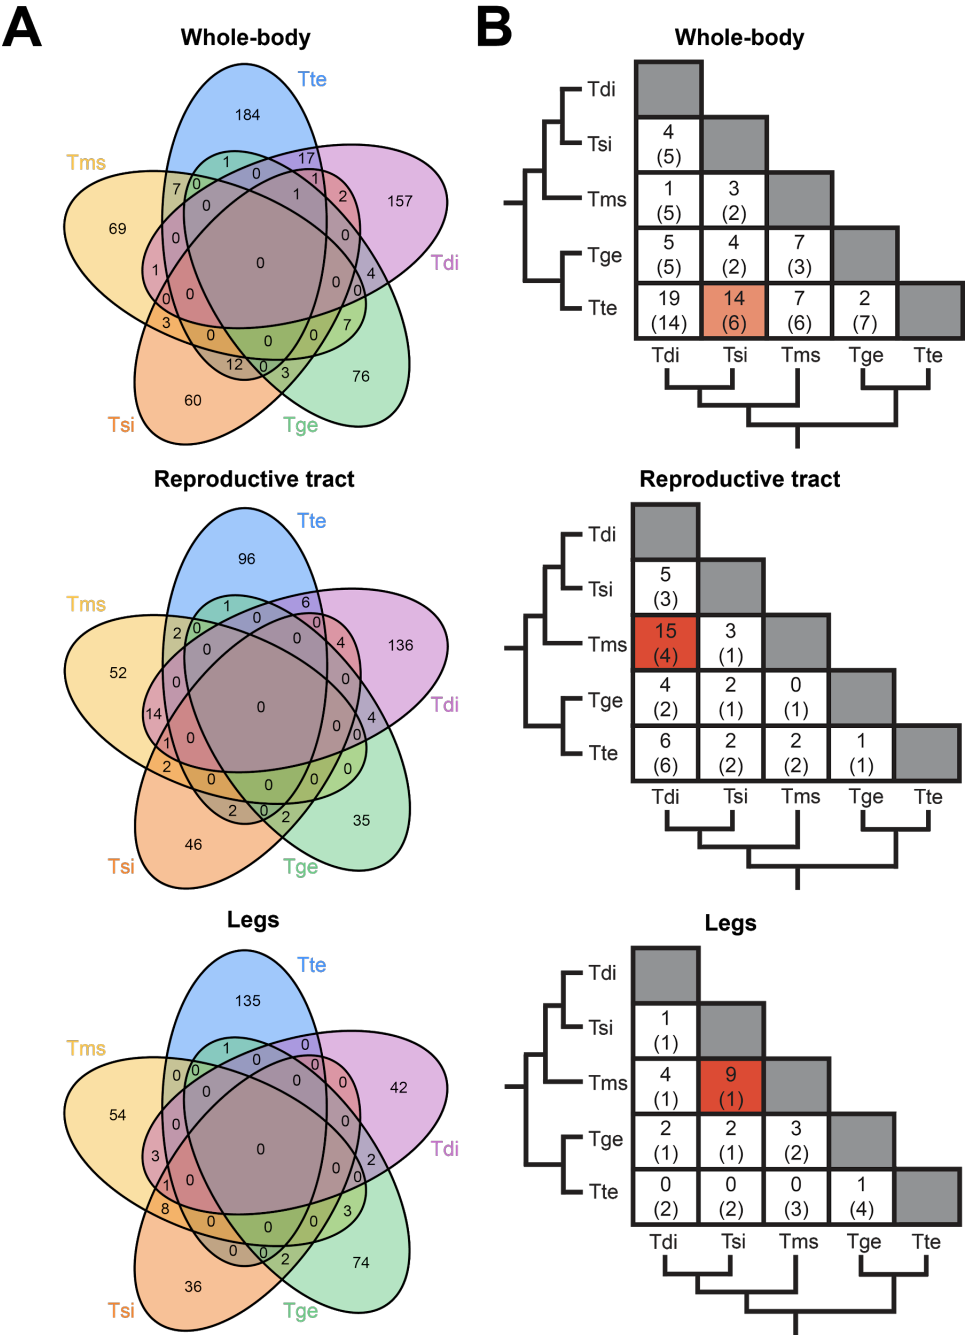 A
B
Whole-body
Whole-body
Tte
184
Tms
1
17
0
7
0
1
1
2
157
0
69
0
0
Tdi
1
0
0
4
0
0
0
3
0
0
0
7
12
0
3
76
60
Tsi
Tge
Tdi
Tsi
4
(5)
Tms
1
3
(5)
(2)
Tge
5
4
7
(5)
(2)
(3)
Tte
19
14
7
2
(14)
(6)
(6)
(7)
Tdi
Tsi
Tms
Tge
Tte
Reproductive tract
Reproductive tract
Tte
96
Tms
1
6
0
2
0
0
0
4
136
0
52
0
0
Tdi
14
0
4
1
0
0
0
2
0
0
0
0
2
0
2
35
46
Tsi
Tge
Tdi
Tsi
5
(3)
Tms
15
3
(4)
(1)
Tge
4
2
0
(2)
(1)
(1)
Tte
6
2
2
1
(6)
(2)
(2)
(1)
Tdi
Tsi
Tms
Tge
Tte
Legs
Legs
Tte
135
Tms
1
0
0
0
0
0
0
0
42
0
54
0
0
Tdi
3
0
2
1
0
0
0
8
0
0
0
3
0
0
2
74
36
Tsi
Tge
Tdi
Tsi
1
(1)
Tms
4
9
(1)
(1)
Tge
2
2
3
(1)
(1)
(2)
Tte
0
0
0
1
(2)
(2)
(3)
(4)
Tdi
Tsi
Tms
Tge
Tte